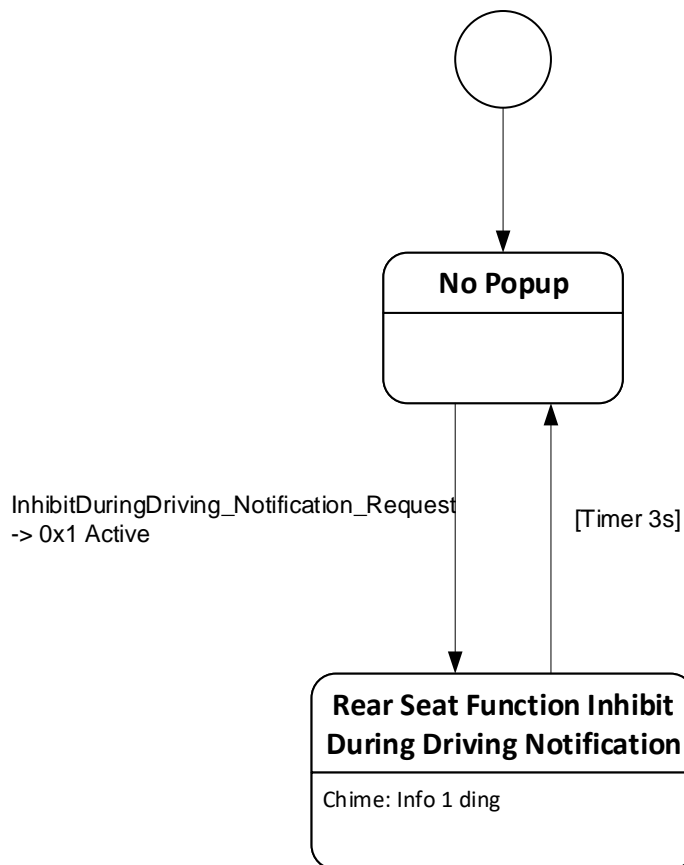 No Popup
InhibitDuringDriving_Notification_Request
-> 0x1 Active
[Timer 3s]
Rear Seat Function Inhibit
During Driving Notification
Chime: Info 1 ding